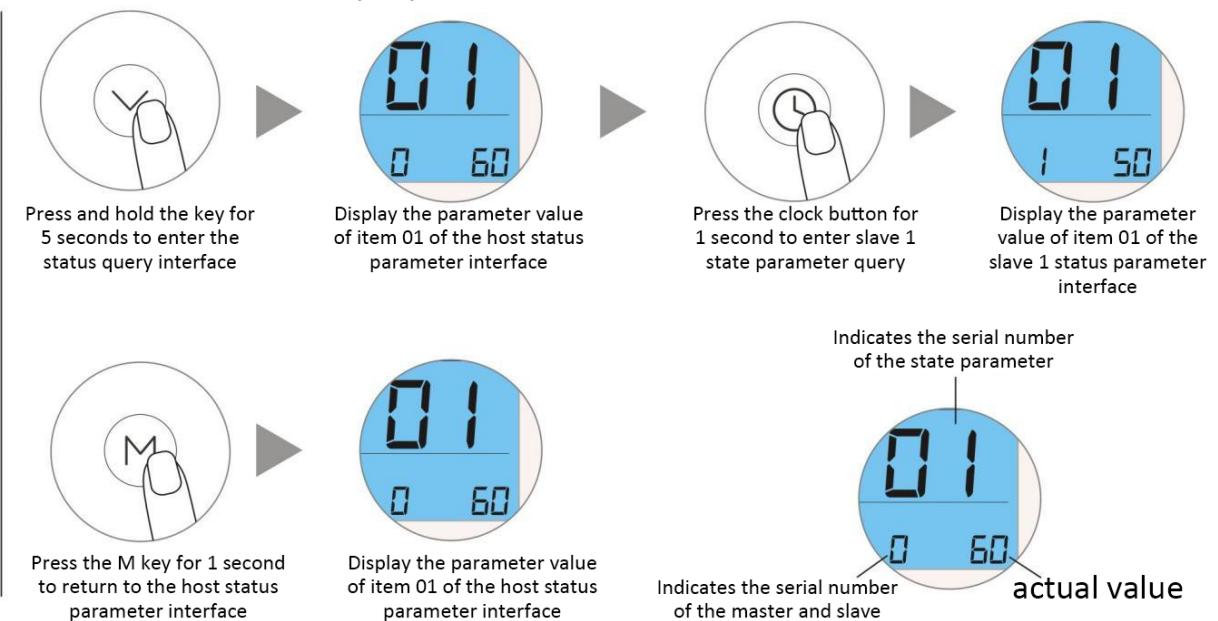 01
0 60
01
1 50
Press and hold the key for
5 seconds to enter the
status query interface
Display the parameter value
of item 01 of the host status
parameter interface
Press the clock button for
1 second to enter slave 1
state parameter query
Display the parameter
value of item 01 of the
slave 1 status parameter
interface
Indicates the serial number
of the state parameter
M
01
0 60
01
0 60
Press the M key for 1 second
to return to the host status
parameter interface
Display the parameter value
of item 01 of the host status
parameter interface
Indicates the serial number
of the master and slave
actual value